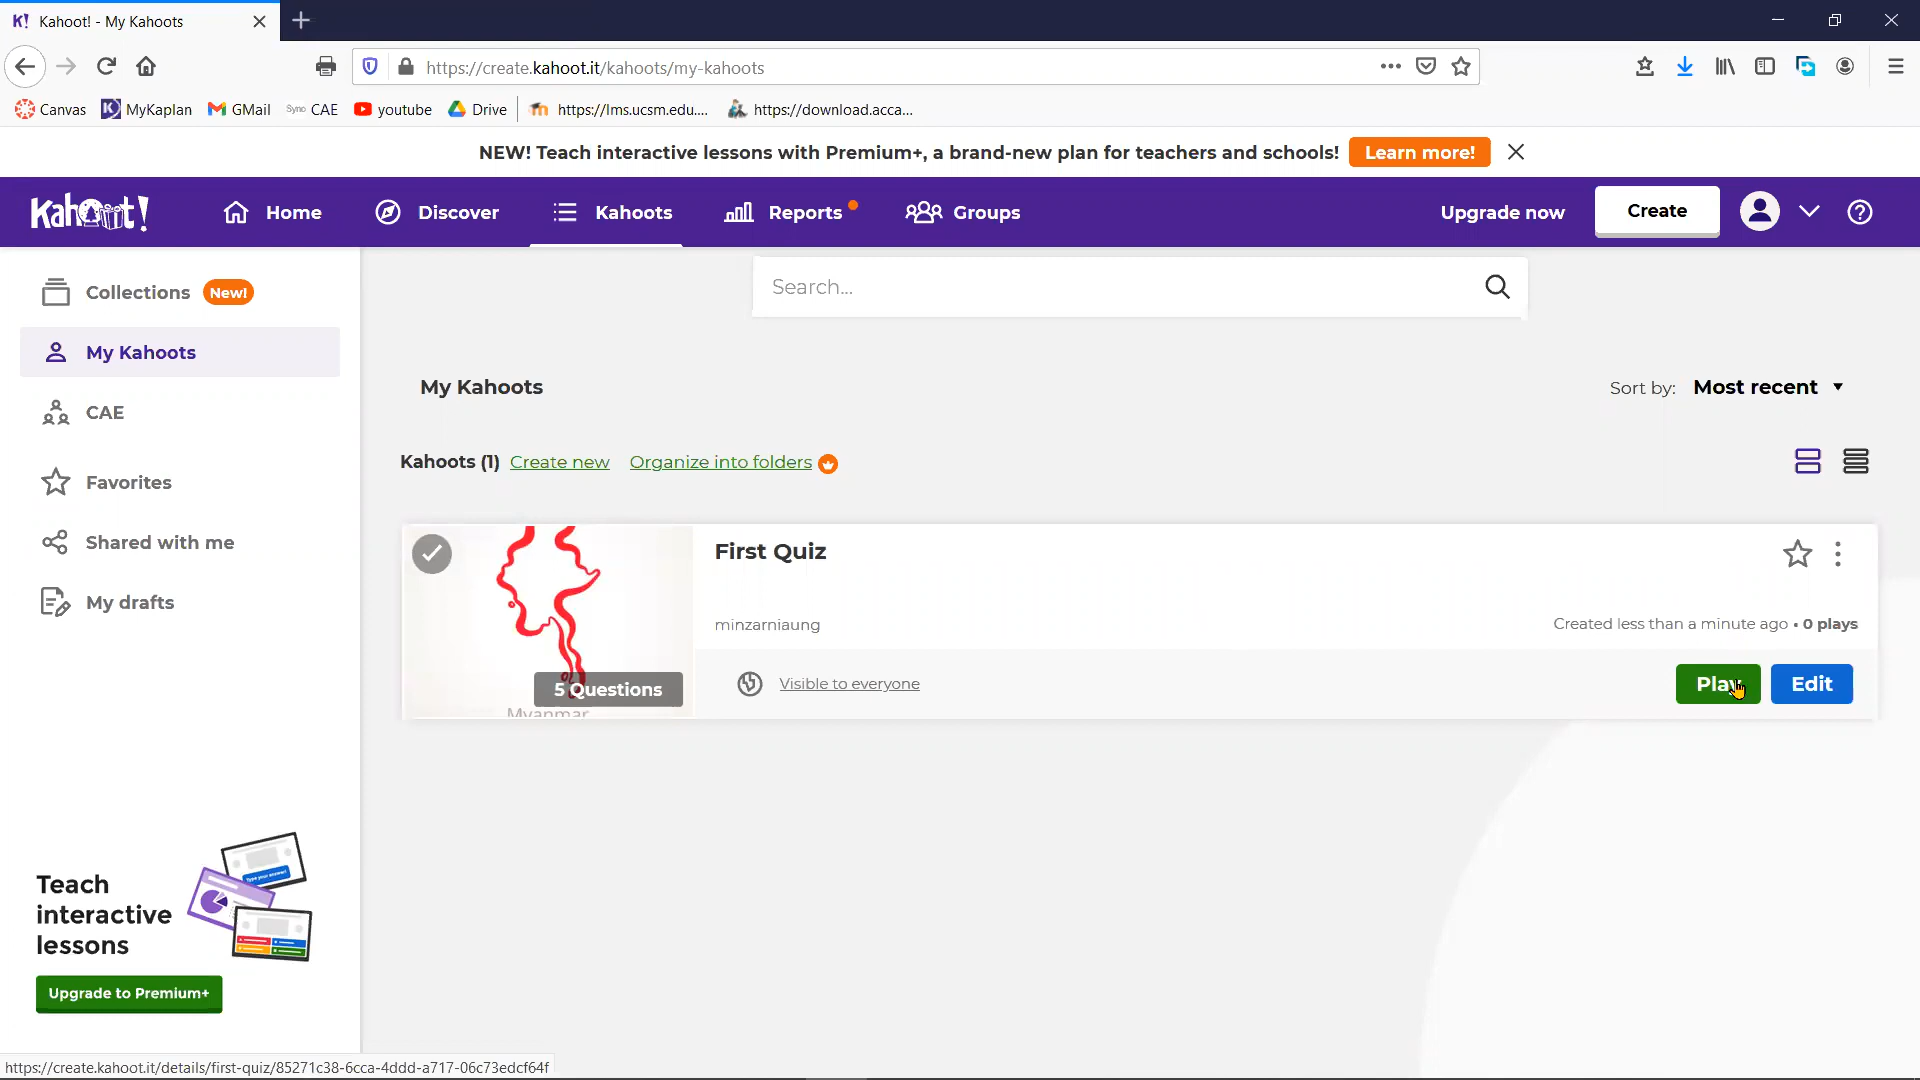 Kahoot! - My Kahoots
https://create.kahoot.it/kahoots/my-kahoots
Canvas MyKaplan GMail Sync CAE youtube Drive https://lms.ucsm.edu.... https://download.acca...
NEW! Teach interactive lessons with Premium+, a brand-new plan for teachers and schools! Learn more!
Kahoot! Home Discover Kahoots Reports Groups Upgrade now Create
Search...
Collections New!
My Kahoots
CAE
Favorites
Shared with me
My drafts
My Kahoots Sort by: Most recent
Kahoots (1) Create new Organize into folders
First Quiz
minzarniaung Created less than a minute ago • 0 plays
5 Questions
Myanmar
Visible to everyone Play Edit
Teach
interactive
lessons
Upgrade to Premium+
https://create.kahoot.it/details/first-quiz/85271c38-6cca-4ddd-a717-06c73edcf64f